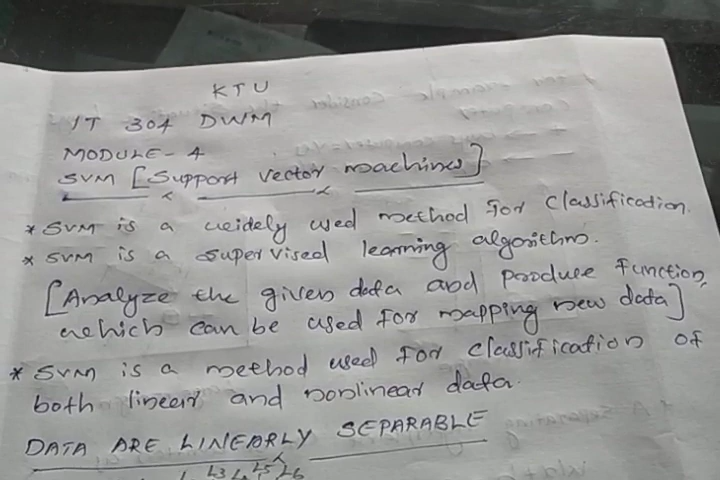 KTU
IT 304 DWM
MODULE - 4
SVM [Support vector machines]
* SVM is a widely used method for classification.
* SVM is a supervised learning algorithm.
[Analyze the given data and produce function,
which can be used for mapping new data]
* SVM is a method used for classification of
both linear and nonlinear data.
DATA ARE LINEARLY SEPARABLE